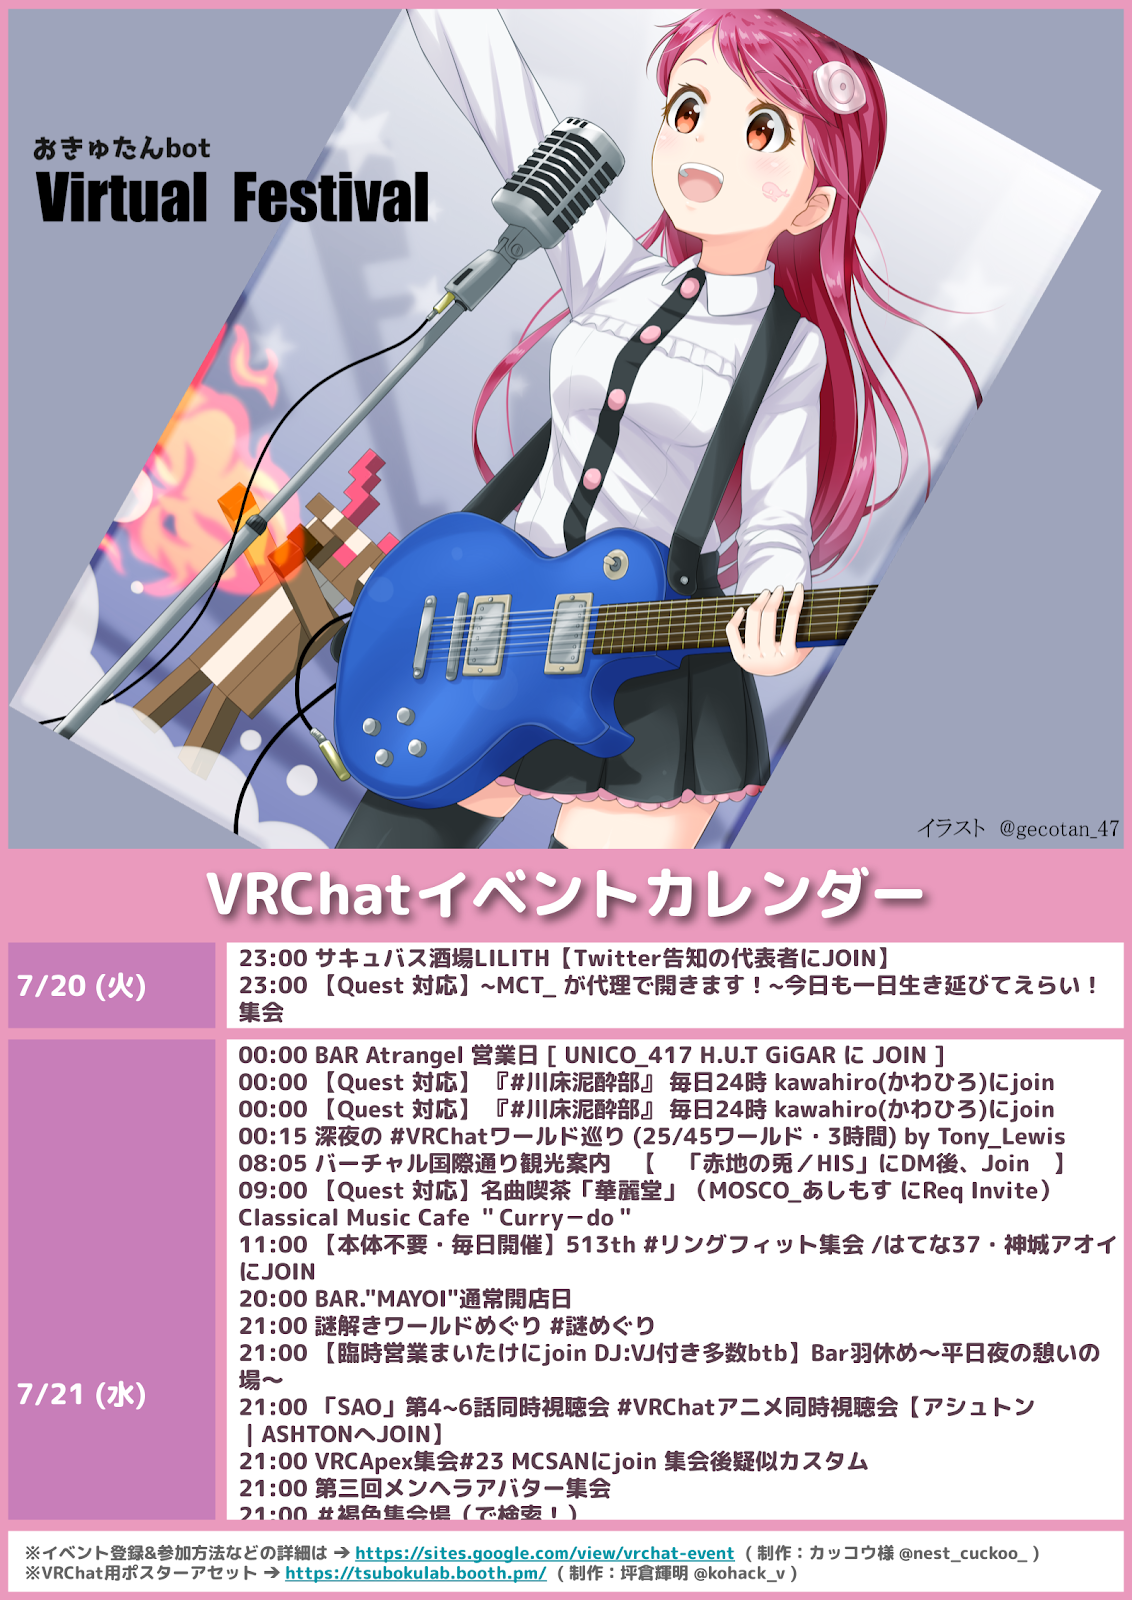 おきゅたんbot
Virtual Festival
イラスト @gecotan_47
VRChatイベントカレンダー
7/20 (火)
23:00 サキュバス酒場LILITH【Twitter告知の代表者にJOIN】
23:00 【Quest 対応】~MCT_ が代理で開きます！~今日も一日生き延びてえらい！
集会
7/21 (水)
00:00 BAR Atrangel 営業日 [ UNICO_417 H.U.T GiGAR に JOIN ]
00:00 【Quest 対応】 『#川床泥酔部』 毎日24時 kawahiro(かわひろ)にjoin
00:00 【Quest 対応】 『#川床泥酔部』 毎日24時 kawahiro(かわひろ)にjoin
00:15 深夜の #VRChatワールド巡り (25/45ワールド・3時間) by Tony_Lewis
08:05 バーチャル国際通り観光案内　【　「赤地の兎／HIS」にDM後、Join　】
09:00 【Quest 対応】名曲喫茶「華麗堂」（MOSCO_あしもす にReq Invite）
Classical Music Cafe ＂Curry－do＂
11:00 【本体不要・毎日開催】513th #リングフィット集会 /はてな37・神城アオイ
にJOIN
20:00 BAR."MAYOI"通常開店日
21:00 謎解きワールドめぐり #謎めぐり
21:00 【臨時営業まいたけにjoin DJ:VJ付き多数btb】Bar羽休め～平日夜の憩いの
場～
21:00 「SAO」第4~6話同時視聴会 #VRChatアニメ同時視聴会【アシュトン
｜ASHTONへJOIN】
21:00 VRCApex集会#23 MCSANにjoin 集会後疑似カスタム
21:00 第三回メンヘラアバター集会
21:00 ＃褐色集会場（で検索！）
※イベント登録&参加方法などの詳細は ➔ https://sites.google.com/view/vrchat-event （ 制作：カッコウ様 @nest_cuckoo_ ）
※VRChat用ポスターアセット ➔ https://tsubokulab.booth.pm/ （ 制作：坪倉輝明 @kohack_v ）